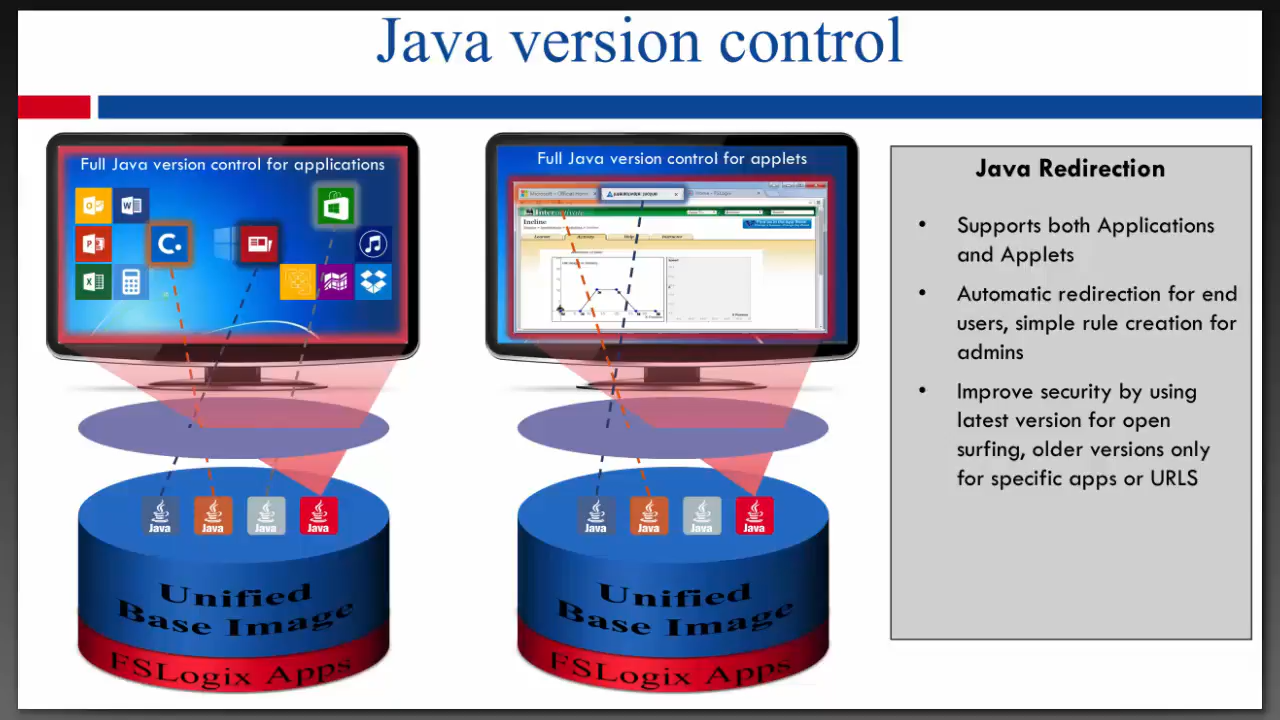 Java version control
Full Java version control for applications
Java
Java
Java
Java
Unified
Base Image
FSLogix Apps
Full Java version control for applets
Incline
Java
Java
Java
Java
Unified
Base Image
FSLogix Apps
Java Redirection
• Supports both Applications
and Applets
• Automatic redirection for end
users, simple rule creation for
admins
• Improve security by using
latest version for open
surfing, older versions only
for specific apps or URLS